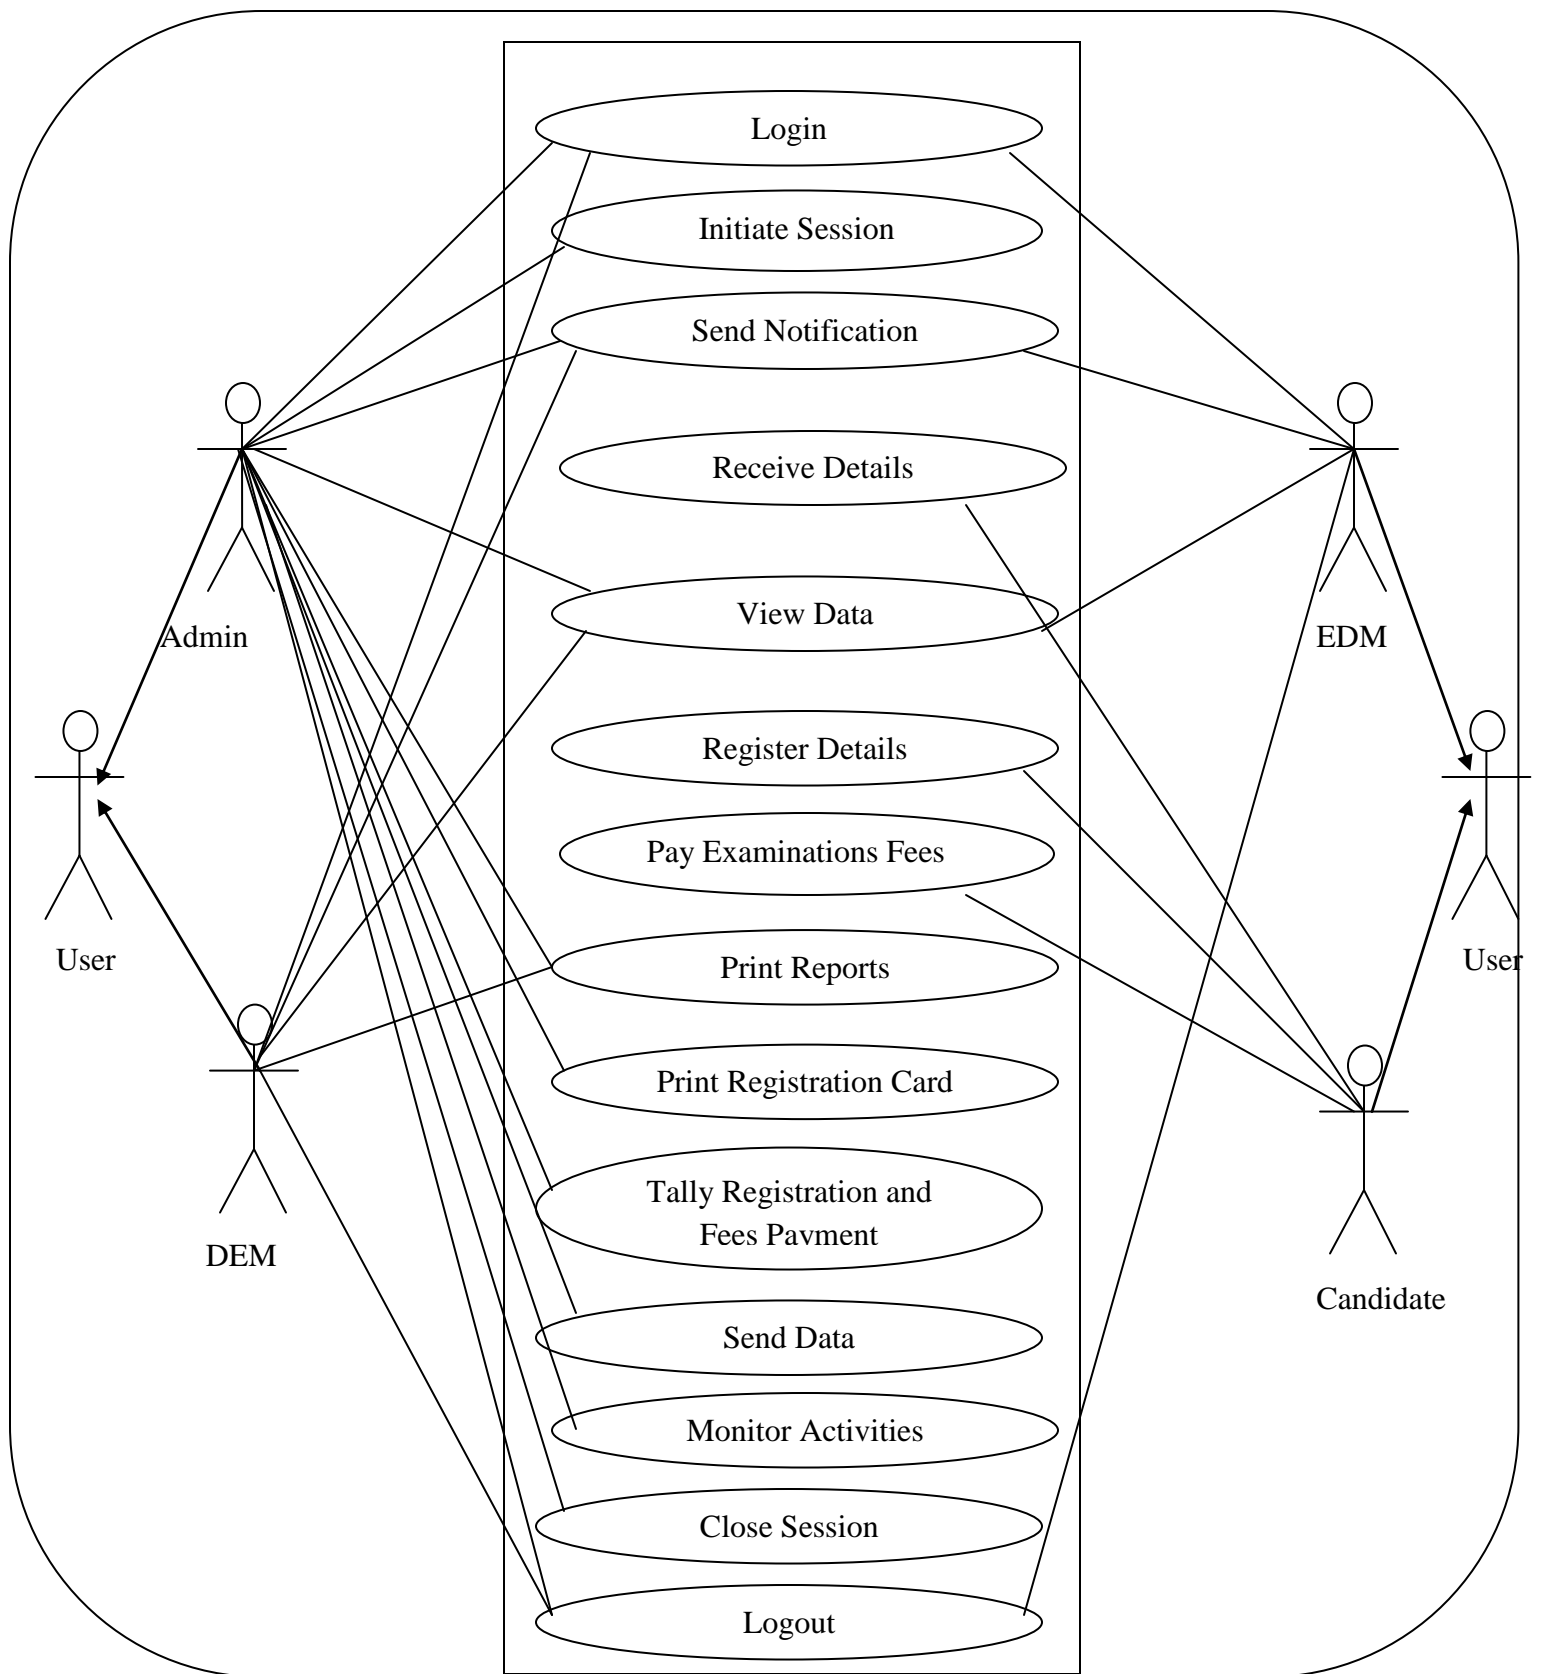 Login
Initiate Session
Send Notification
Receive Details
View Data
Admin
EDM
Register Details
Pay Examinations Fees
User
Print Reports
User
Print Registration Card
Tally Registration and
Fees Pavment
DEM
Candidate
Send Data
Monitor Activities
Close Session
Logout